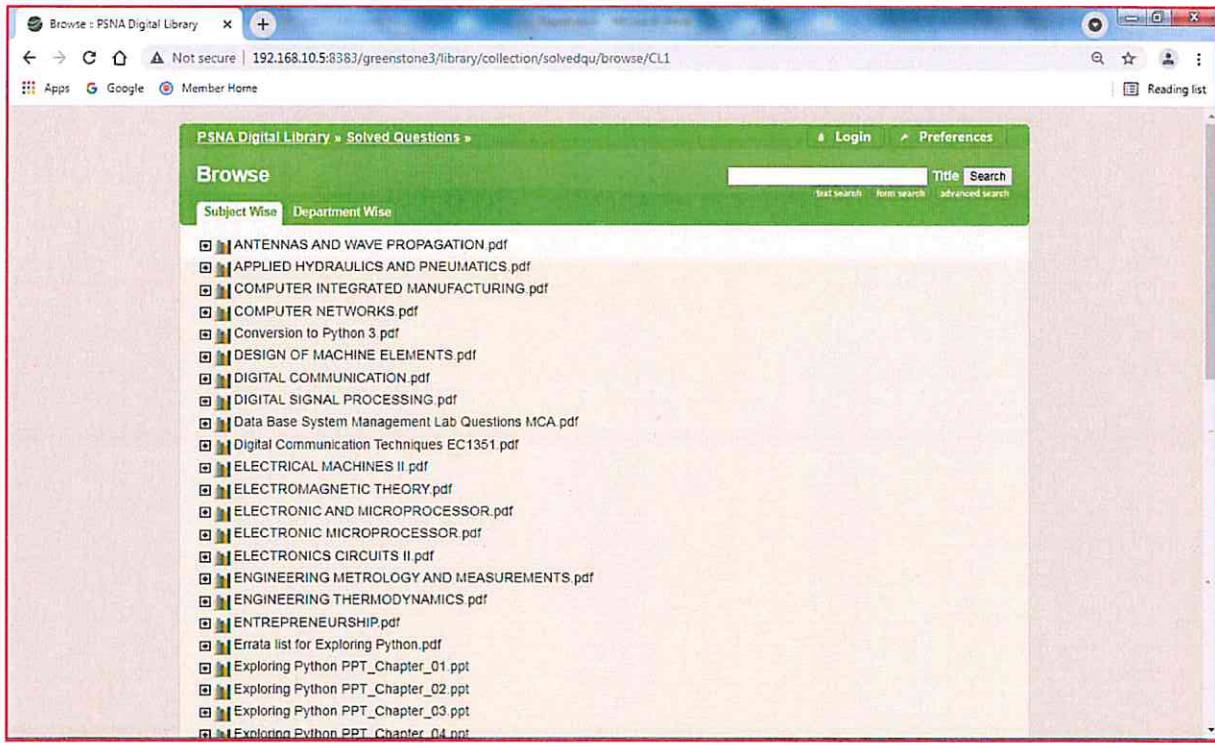 Browse :: PSNA Digital Library
Not secure | 192.168.10.5:8383/greenstone3/library/collection/solvedqu/browse/CL1
Apps Google Member Home Reading list
PSNA Digital Library » Solved Questions » Login Preferences
Browse Title Search
text search form search advanced search
Subject Wise Department Wise
ANTENNAS AND WAVE PROPAGATION.pdf
APPLIED HYDRAULICS AND PNEUMATICS.pdf
COMPUTER INTEGRATED MANUFACTURING.pdf
COMPUTER NETWORKS.pdf
Conversion to Python 3.pdf
DESIGN OF MACHINE ELEMENTS.pdf
DIGITAL COMMUNICATION.pdf
DIGITAL SIGNAL PROCESSING.pdf
Data Base System Management Lab Questions MCA.pdf
Digital Communication Techniques EC1351.pdf
ELECTRICAL MACHINES II.pdf
ELECTROMAGNETIC THEORY.pdf
ELECTRONIC AND MICROPROCESSOR.pdf
ELECTRONIC MICROPROCESSOR.pdf
ELECTRONICS CIRCUITS II.pdf
ENGINEERING METROLOGY AND MEASUREMENTS.pdf
ENGINEERING THERMODYNAMICS.pdf
ENTREPRENEURSHIP.pdf
Errata list for Exploring Python.pdf
Exploring Python PPT_Chapter_01.ppt
Exploring Python PPT_Chapter_02.ppt
Exploring Python PPT_Chapter_03.ppt
Exploring Python PPT_Chapter_04.ppt